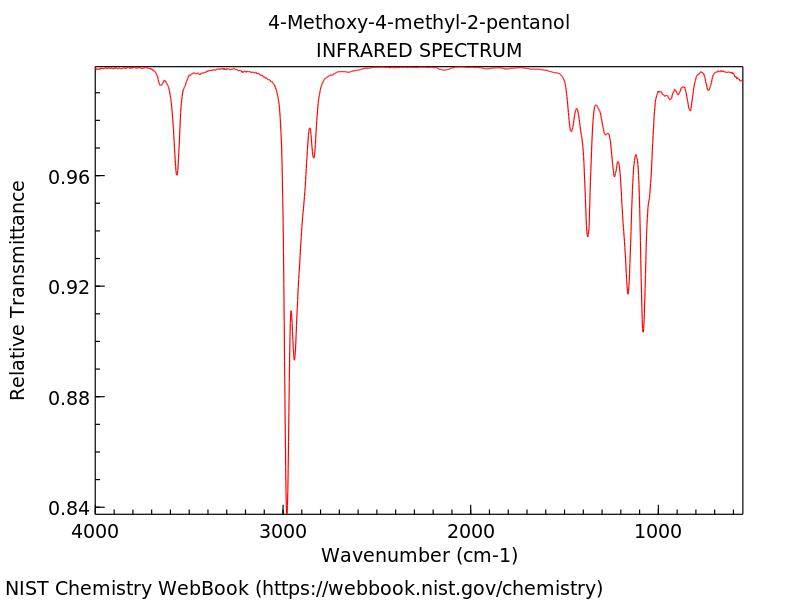 4-Methoxy-4-methyl-2-pentanol
INFRARED SPECTRUM
Relative Transmittance
0.96
0.92
0.88
0.84
4000 3000 2000 1000
Wavenumber (cm-1)
NIST Chemistry WebBook (https://webbook.nist.gov/chemistry)